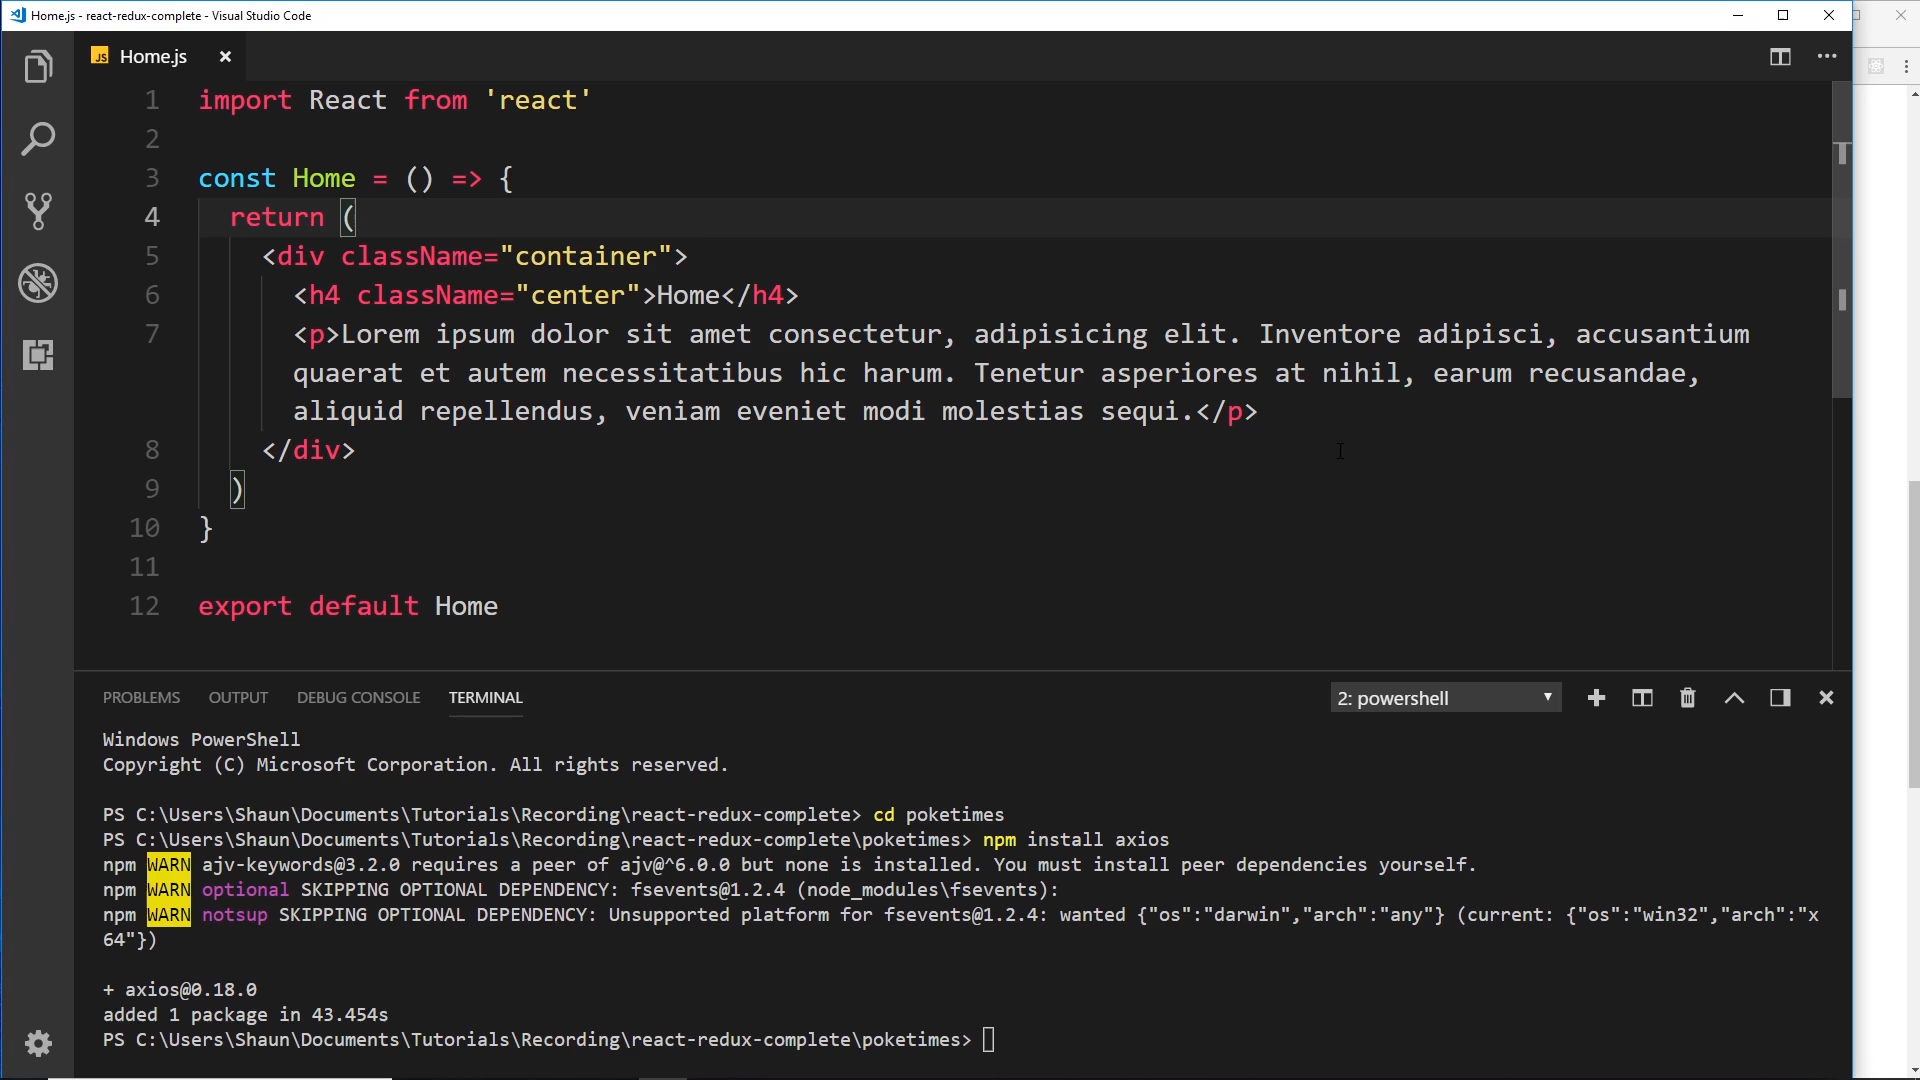 Home.js - react-redux-complete - Visual Studio Code
JS Home.js
1 import React from 'react'
2
3 const Home = () => {
4 return (
5 <div className="container">
6 <h4 className="center">Home</h4>
7 <p>Lorem ipsum dolor sit amet consectetur, adipisicing elit. Inventore adipisci, accusantium
quaerat et autem necessitatibus hic harum. Tenetur asperiores at nihil, earum recusandae,
aliquid repellendus, veniam eveniet modi molestias sequi.</p>
8 </div>
9 )
10 }
11
12 export default Home
PROBLEMS OUTPUT DEBUG CONSOLE TERMINAL 2: powershell
Windows PowerShell
Copyright (C) Microsoft Corporation. All rights reserved.
PS C:\Users\Shaun\Documents\Tutorials\Recording\react-redux-complete> cd poketimes
PS C:\Users\Shaun\Documents\Tutorials\Recording\react-redux-complete\poketimes> npm install axios
npm WARN ajv-keywords@3.2.0 requires a peer of ajv@^6.0.0 but none is installed. You must install peer dependencies yourself.
npm WARN optional SKIPPING OPTIONAL DEPENDENCY: fsevents@1.2.4 (node_modules\fsevents):
npm WARN notsup SKIPPING OPTIONAL DEPENDENCY: Unsupported platform for fsevents@1.2.4: wanted {"os":"darwin","arch":"any"} (current: {"os":"win32","arch":"x
64"})
+ axios@0.18.0
added 1 package in 43.454s
PS C:\Users\Shaun\Documents\Tutorials\Recording\react-redux-complete\poketimes>